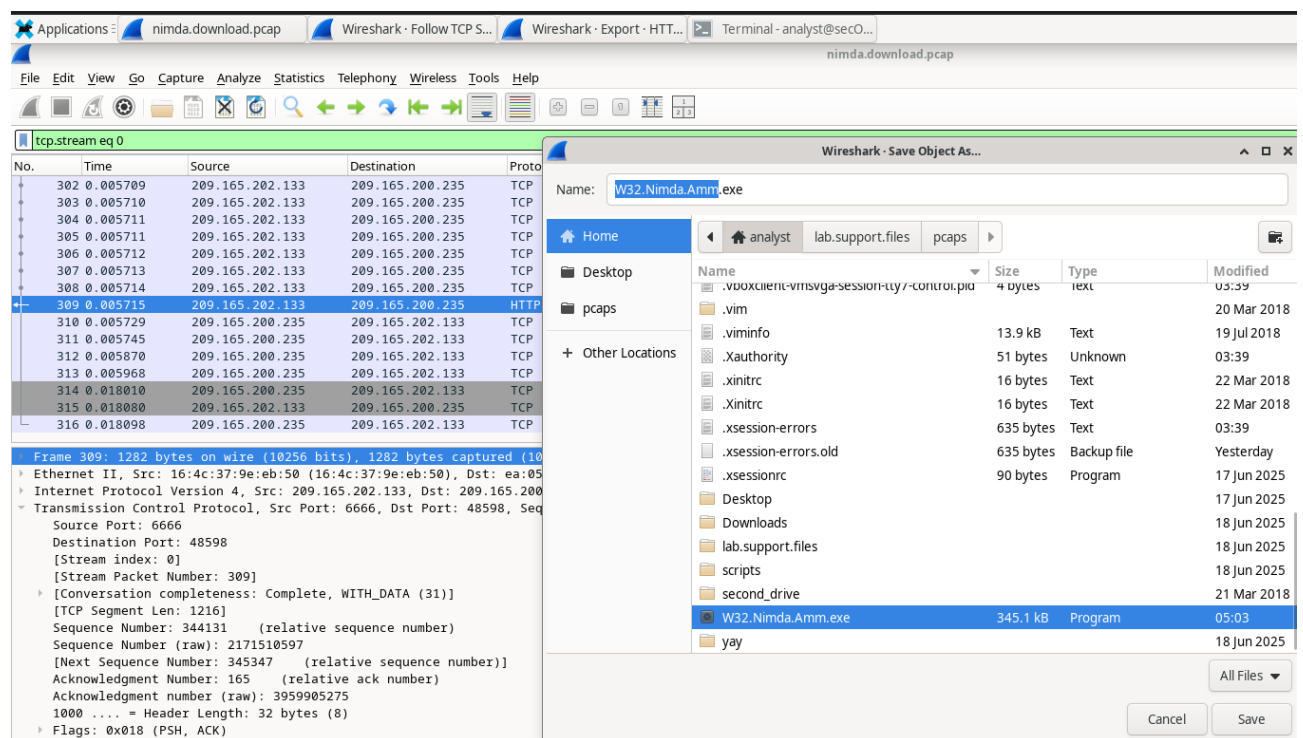 Applications
nimda.download.pcap
Wireshark · Follow TCP S...
Wireshark · Export · HTT...
Terminal - analyst@secO...
nimda.download.pcap
File Edit View Go Capture Analyze Statistics Telephony Wireless Tools Help
tcp.stream eq 0
No. Time Source Destination Proto
302 0.005709 209.165.202.133 209.165.200.235 TCP
303 0.005710 209.165.202.133 209.165.200.235 TCP
304 0.005711 209.165.202.133 209.165.200.235 TCP
305 0.005711 209.165.202.133 209.165.200.235 TCP
306 0.005712 209.165.202.133 209.165.200.235 TCP
307 0.005713 209.165.202.133 209.165.200.235 TCP
308 0.005714 209.165.202.133 209.165.200.235 TCP
309 0.005715 209.165.202.133 209.165.200.235 HTTP
310 0.005729 209.165.200.235 209.165.202.133 TCP
311 0.005745 209.165.200.235 209.165.202.133 TCP
312 0.005870 209.165.200.235 209.165.202.133 TCP
313 0.005968 209.165.200.235 209.165.202.133 TCP
314 0.018010 209.165.200.235 209.165.202.133 TCP
315 0.018080 209.165.202.133 209.165.200.235 TCP
316 0.018098 209.165.200.235 209.165.202.133 TCP
Frame 309: 1282 bytes on wire (10256 bits), 1282 bytes captured (10
Ethernet II, Src: 16:4c:37:9e:eb:50 (16:4c:37:9e:eb:50), Dst: ea:05
Internet Protocol Version 4, Src: 209.165.202.133, Dst: 209.165.200
Transmission Control Protocol, Src Port: 6666, Dst Port: 48598, Seq
Source Port: 6666
Destination Port: 48598
[Stream index: 0]
[Stream Packet Number: 309]
[Conversation completeness: Complete, WITH_DATA (31)]
[TCP Segment Len: 1216]
Sequence Number: 344131 (relative sequence number)
Sequence Number (raw): 2171510597
[Next Sequence Number: 345347 (relative sequence number)]
Acknowledgment Number: 165 (relative ack number)
Acknowledgment number (raw): 3959905275
1000 .... = Header Length: 32 bytes (8)
Flags: 0x018 (PSH, ACK)
Wireshark · Save Object As...
Name: W32.Nimda.Amm.exe
Home
Desktop
pcaps
+ Other Locations
analyst lab.support.files pcaps
Name Size Type Modified
.vboxclient-vmsvga-session-tty7-control.pid 4 bytes Text 03:39
.vim 20 Mar 2018
.viminfo 13.9 kB Text 19 Jul 2018
.Xauthority 51 bytes Unknown 03:39
.xinitrc 16 bytes Text 22 Mar 2018
.Xinitrc 16 bytes Text 22 Mar 2018
.xsession-errors 635 bytes Text 03:39
.xsession-errors.old 635 bytes Backup file Yesterday
.xsessionrc 90 bytes Program 17 Jun 2025
Desktop 17 Jun 2025
Downloads 18 Jun 2025
lab.support.files 18 Jun 2025
scripts 18 Jun 2025
second_drive 21 Mar 2018
W32.Nimda.Amm.exe 345.1 kB Program 05:03
yay 18 Jun 2025
All Files
Cancel Save